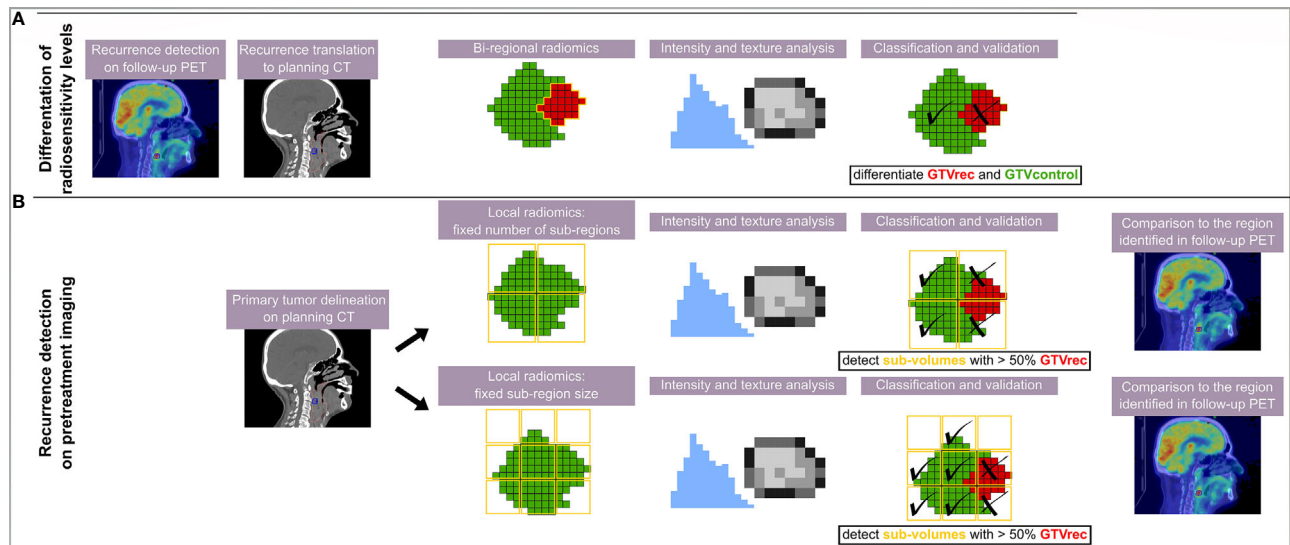 A
Differentation of
radiosensitivity levels
Recurrence detection
on follow-up PET
Recurrence translation
to planning CT
Bi-regional radiomics
Intensity and texture analysis
Classification and validation
differentiate GTVrec and GTVcontrol
B
Recurrence detection
on pretreatment imaging
Primary tumor delineation
on planning CT
Local radiomics:
fixed number of sub-regions
Intensity and texture analysis
Classification and validation
detect sub-volumes with > 50% GTVrec
Comparison to the region
identified in follow-up PET
Local radiomics:
fixed sub-region size
Intensity and texture analysis
Classification and validation
detect sub-volumes with > 50% GTVrec
Comparison to the region
identified in follow-up PET